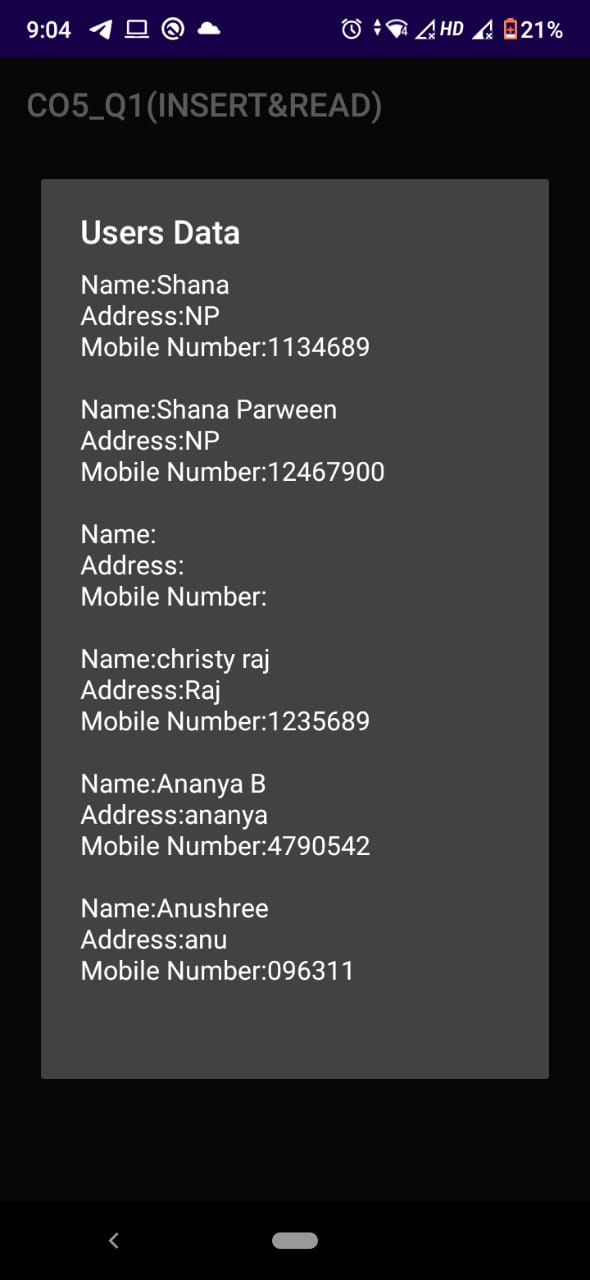 9:04 4 HD 21%
CO5_Q1(INSERT&READ)
Users Data
Name:Shana
Address:NP
Mobile Number:1134689
Name:Shana Parween
Address:NP
Mobile Number:12467900
Name:
Address:
Mobile Number:
Name:christy raj
Address:Raj
Mobile Number:1235689
Name:Ananya B
Address:ananya
Mobile Number:4790542
Name:Anushree
Address:anu
Mobile Number:096311